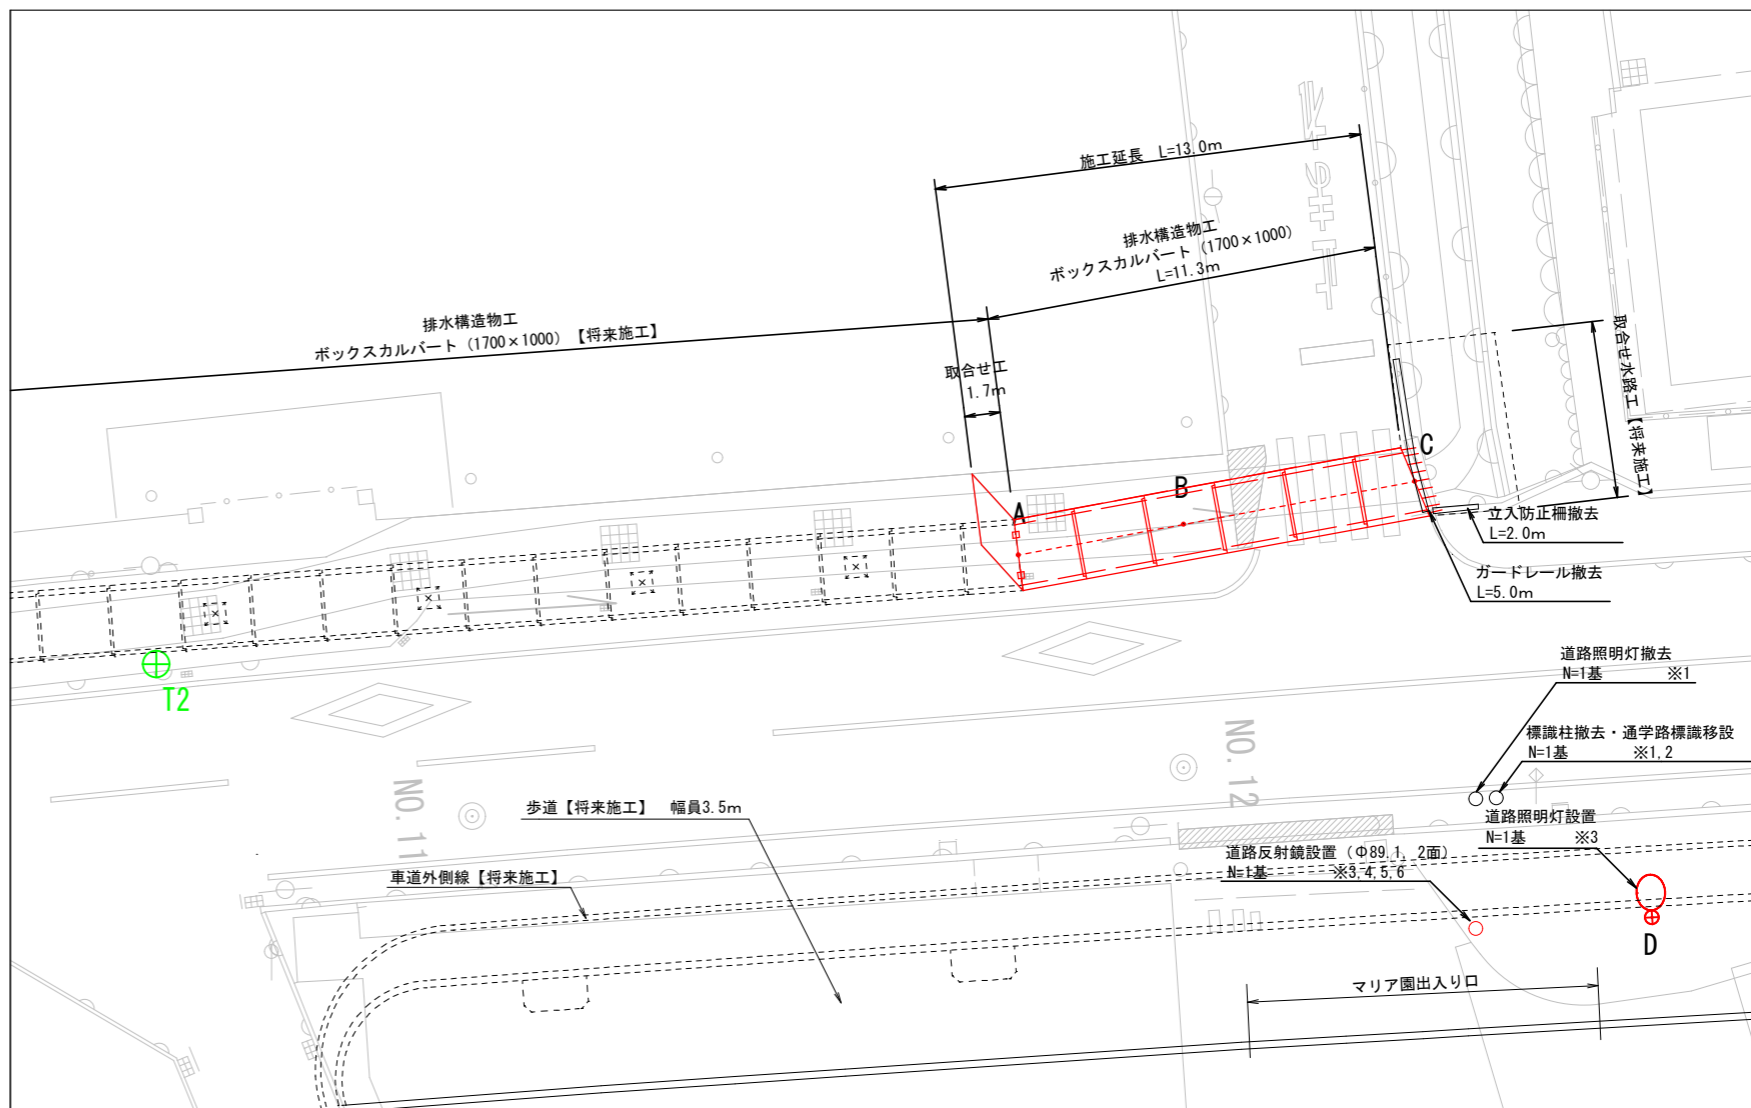 施工延長　L=13.0m
排水構造物工
ボックスカルバート（1700×1000）
L=11.3m
排水構造物工
ボックスカルバート（1700×1000）【将来施工】
取合せ工
1.7m
取合せ水路工【将来施工】
A
B
C
立入防止柵撤去
L=2.0m
ガードレール撤去
L=5.0m
T2
道路照明灯撤去
N=1基　　※1
標識柱撤去・通学路標識移設
N=1基　　※1,2
NO.11
NO.12
歩道【将来施工】　幅員3.5m
道路照明灯設置
N=1基　　※3
道路反射鏡設置（Φ89.1, 2面）
N=1基　　※3,4,5,6
車道外側線【将来施工】
D
マリア園出入り口